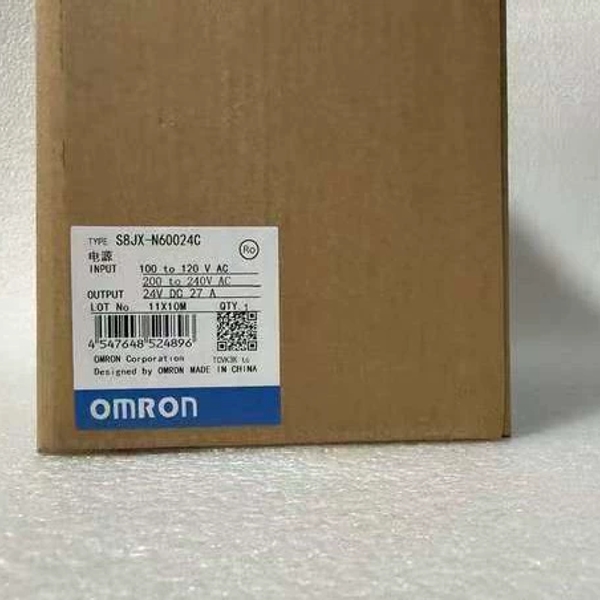 TYPE S8JX-N60024C
Ro
电源
INPUT 100 to 120 V AC
200 to 240V AC
OUTPUT 24V DC 27 A
LOT No 11X10M QTY. 1
4 547648 524896
OMRON Corporation
Designed by OMRON MADE IN CHINA
OMRON